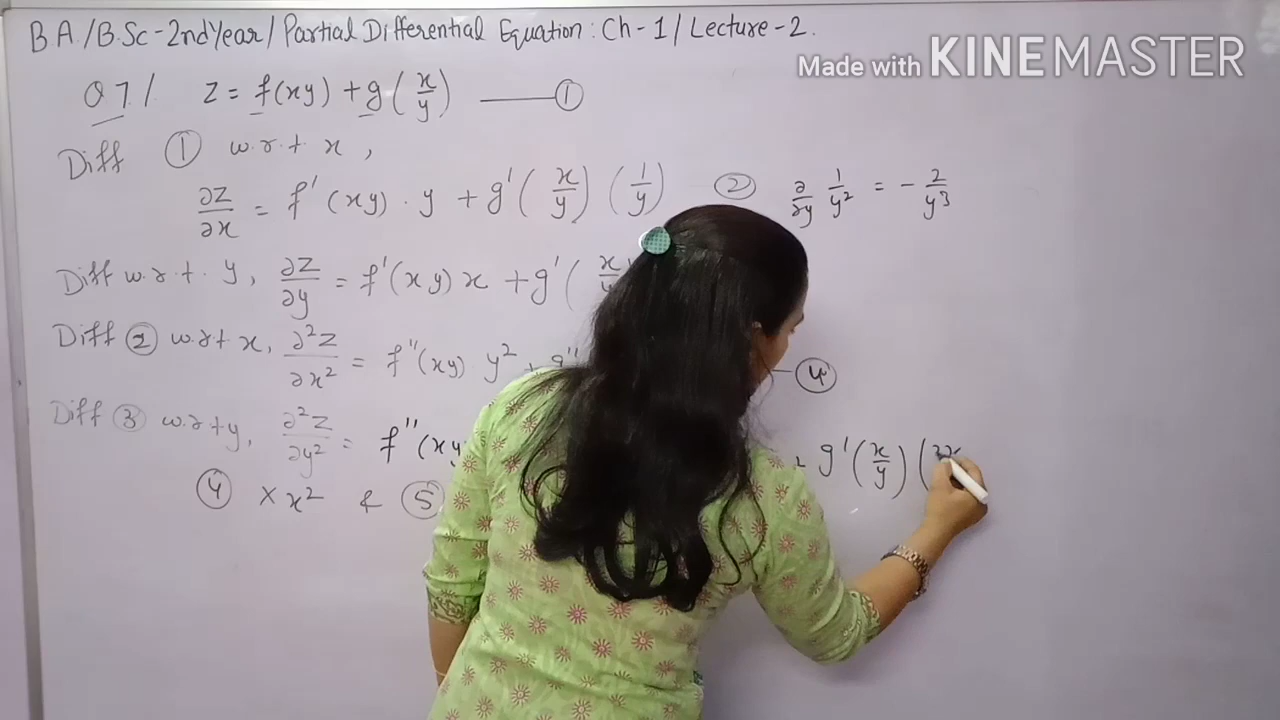 B.A./B.Sc-2ndYear/Partial Differential Equation: Ch-1/Lecture-2.
Made with KINEMASTER
Q7/ z = f(xy) + g(x/y) —— ①
Diff ① w.r.t x,
∂z/∂x = f'(xy).y + g'(x/y)(1/y) ② ∂/∂y 1/y² = -2/y³
Diff w.r.t. y, ∂z/∂y = f'(xy)x + g'(x/y
Diff ② w.r.t x, ∂²z/∂x² = f''(xy) y² + g'' — ④
Diff ③ w.r.t y, ∂²z/∂y² = f''(xy + g'(x/y)(2x
④ × x² & ⑤